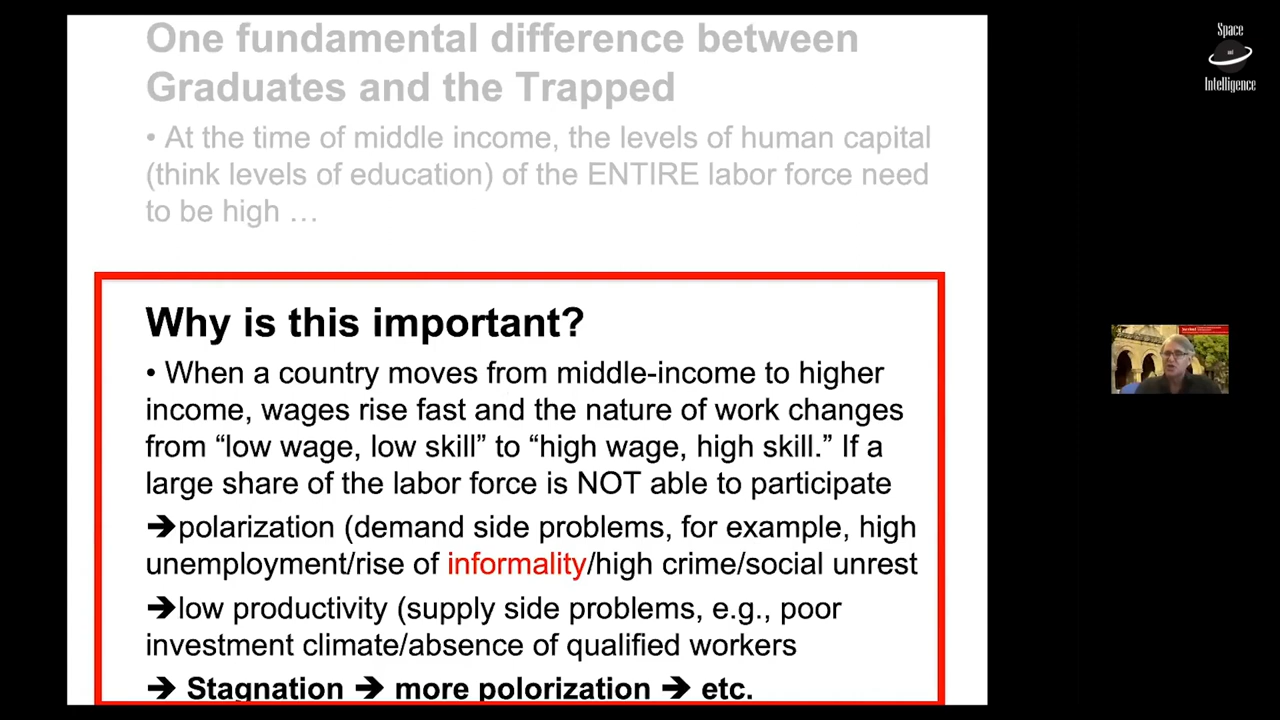 One fundamental difference between
Graduates and the Trapped
• At the time of middle income, the levels of human capital
(think levels of education) of the ENTIRE labor force need
to be high …
Why is this important?
• When a country moves from middle-income to higher
income, wages rise fast and the nature of work changes
from “low wage, low skill” to “high wage, high skill.” If a
large share of the labor force is NOT able to participate
➔polarization (demand side problems, for example, high
unemployment/rise of informality/high crime/social unrest
➔low productivity (supply side problems, e.g., poor
investment climate/absence of qualified workers
➔ Stagnation ➔ more polorization ➔ etc.
Space
and
Intelligence